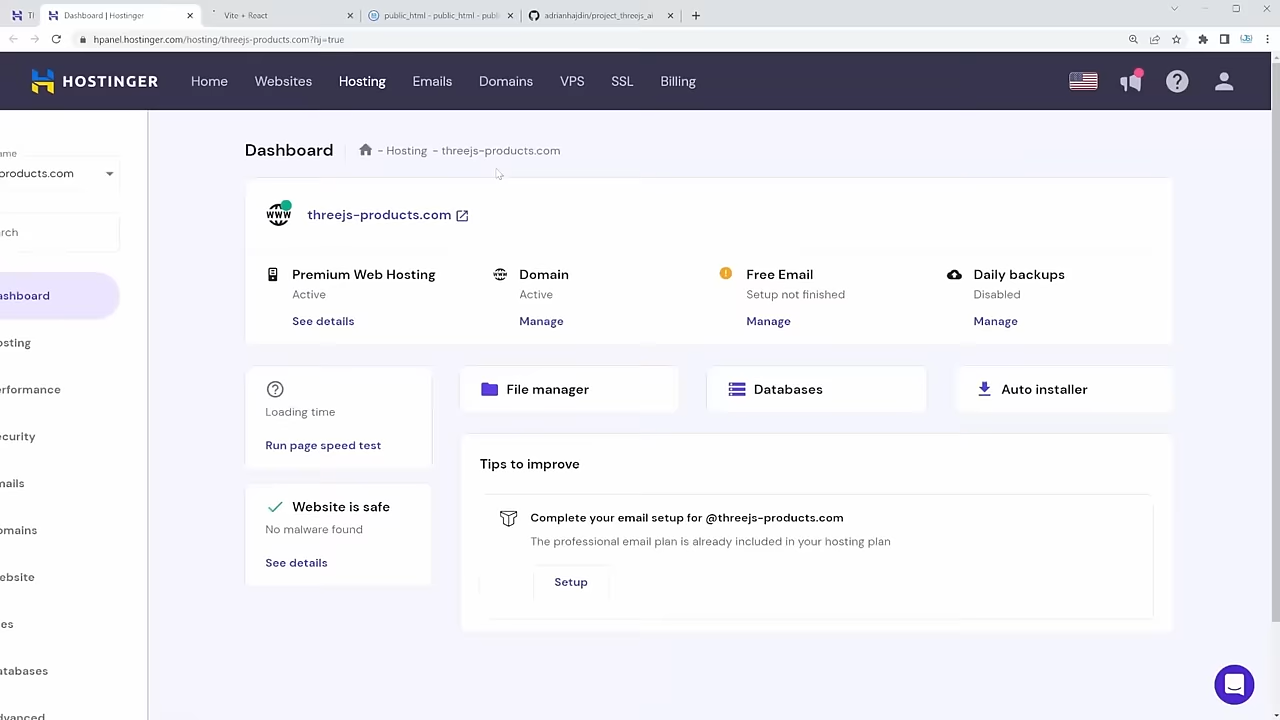 Dashboard | Hostinger
Vite + React
public_html - public_html - publ
adrianhajdin/project_threejs_ai
hpanel.hostinger.com/hosting/threejs-products.com?hj=true
HOSTINGER
Home
Websites
Hosting
Emails
Domains
VPS
SSL
Billing
ame
products.com
rch
ashboard
osting
erformance
ecurity
mails
omains
ebsite
es
atabases
dvanced
Dashboard
- Hosting - threejs-products.com
WWW
threejs-products.com
Premium Web Hosting
Active
See details
Domain
Active
Manage
Free Email
Setup not finished
Manage
Daily backups
Disabled
Manage
Loading time
Run page speed test
File manager
Databases
Auto installer
Website is safe
No malware found
See details
Tips to improve
Complete your email setup for @threejs-products.com
The professional email plan is already included in your hosting plan
Setup